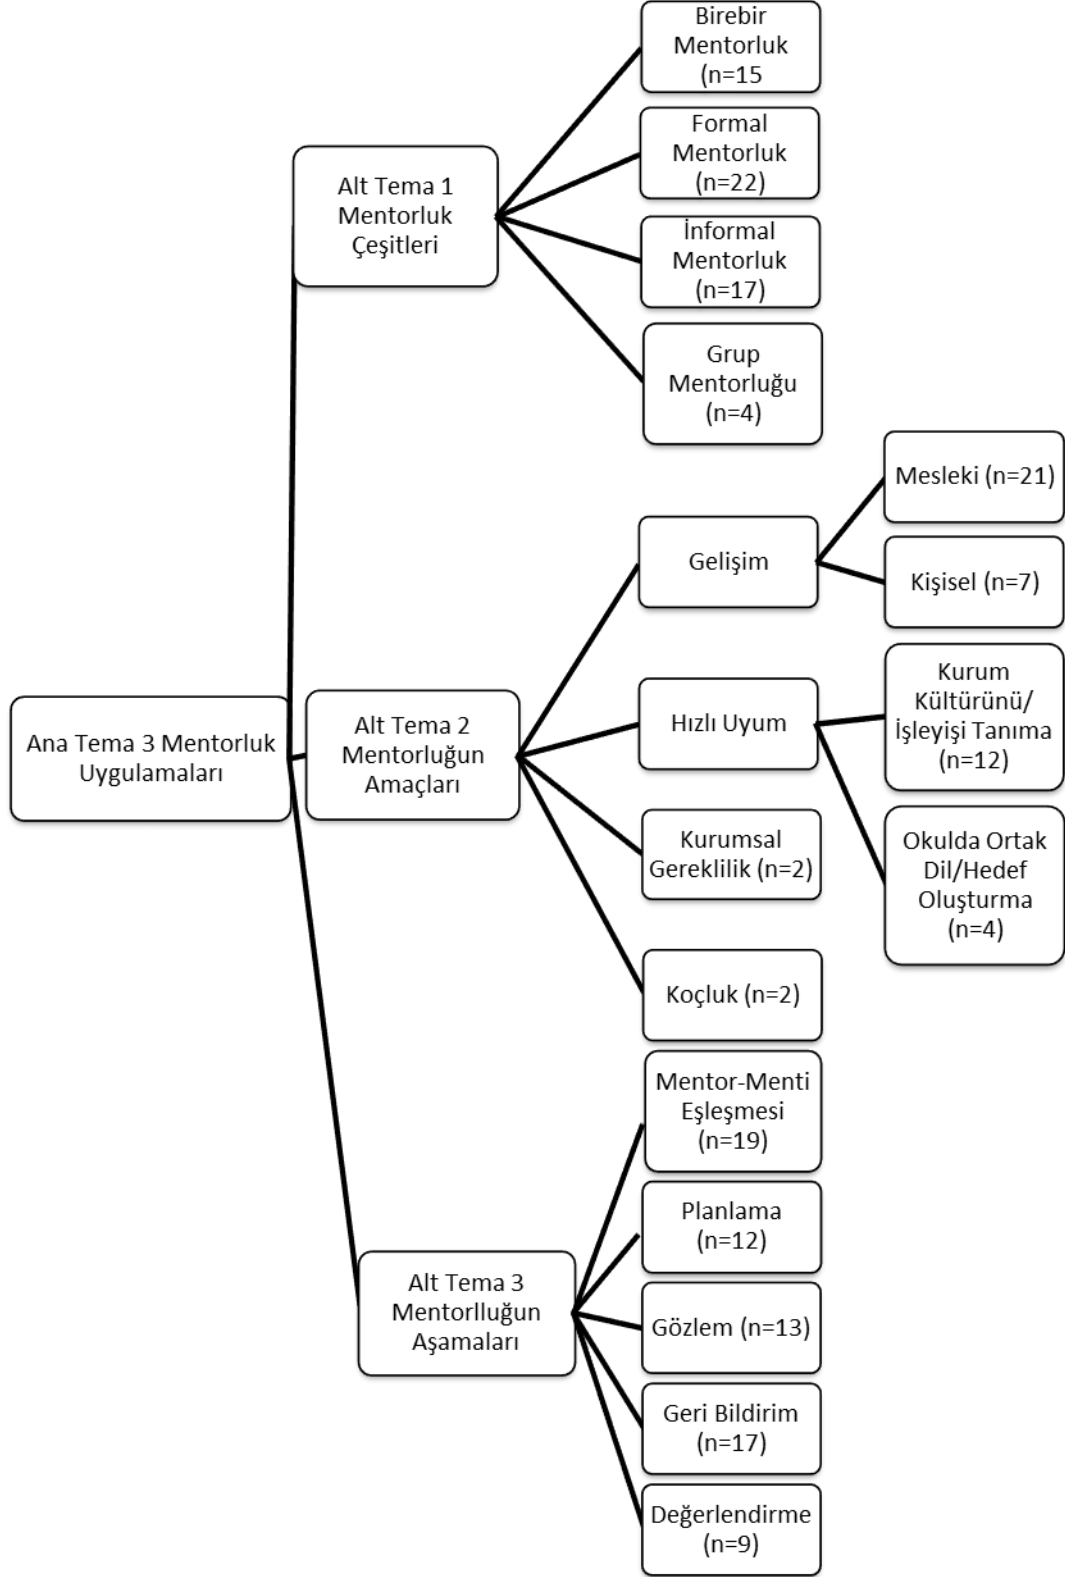 Ana Tema 3 Mentorluk
Uygulamaları
Alt Tema 1
Mentorluk
Çeşitleri
Birebir
Mentorluk
(n=15
Formal
Mentorluk
(n=22)
İnformal
Mentorluk
(n=17)
Grup
Mentorluğu
(n=4)
Alt Tema 2
Mentorluğun
Amaçları
Gelişim
Mesleki (n=21)
Kişisel (n=7)
Hızlı Uyum
Kurum
Kültürünü/
İşleyişi Tanıma
(n=12)
Okulda Ortak
Dil/Hedef
Oluşturma
(n=4)
Kurumsal
Gereklilik (n=2)
Koçluk (n=2)
Alt Tema 3
Mentorlluğun
Aşamaları
Mentor-Menti
Eşleşmesi
(n=19)
Planlama
(n=12)
Gözlem (n=13)
Geri Bildirim
(n=17)
Değerlendirme
(n=9)